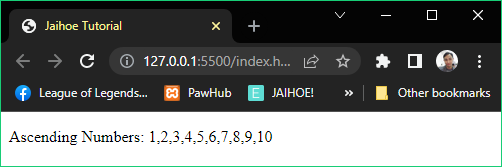 Jaihoe Tutorial
127.0.0.1:5500/index.h...
League of Legends... PawHub E JAIHOE! » Other bookmarks
Ascending Numbers: 1,2,3,4,5,6,7,8,9,10